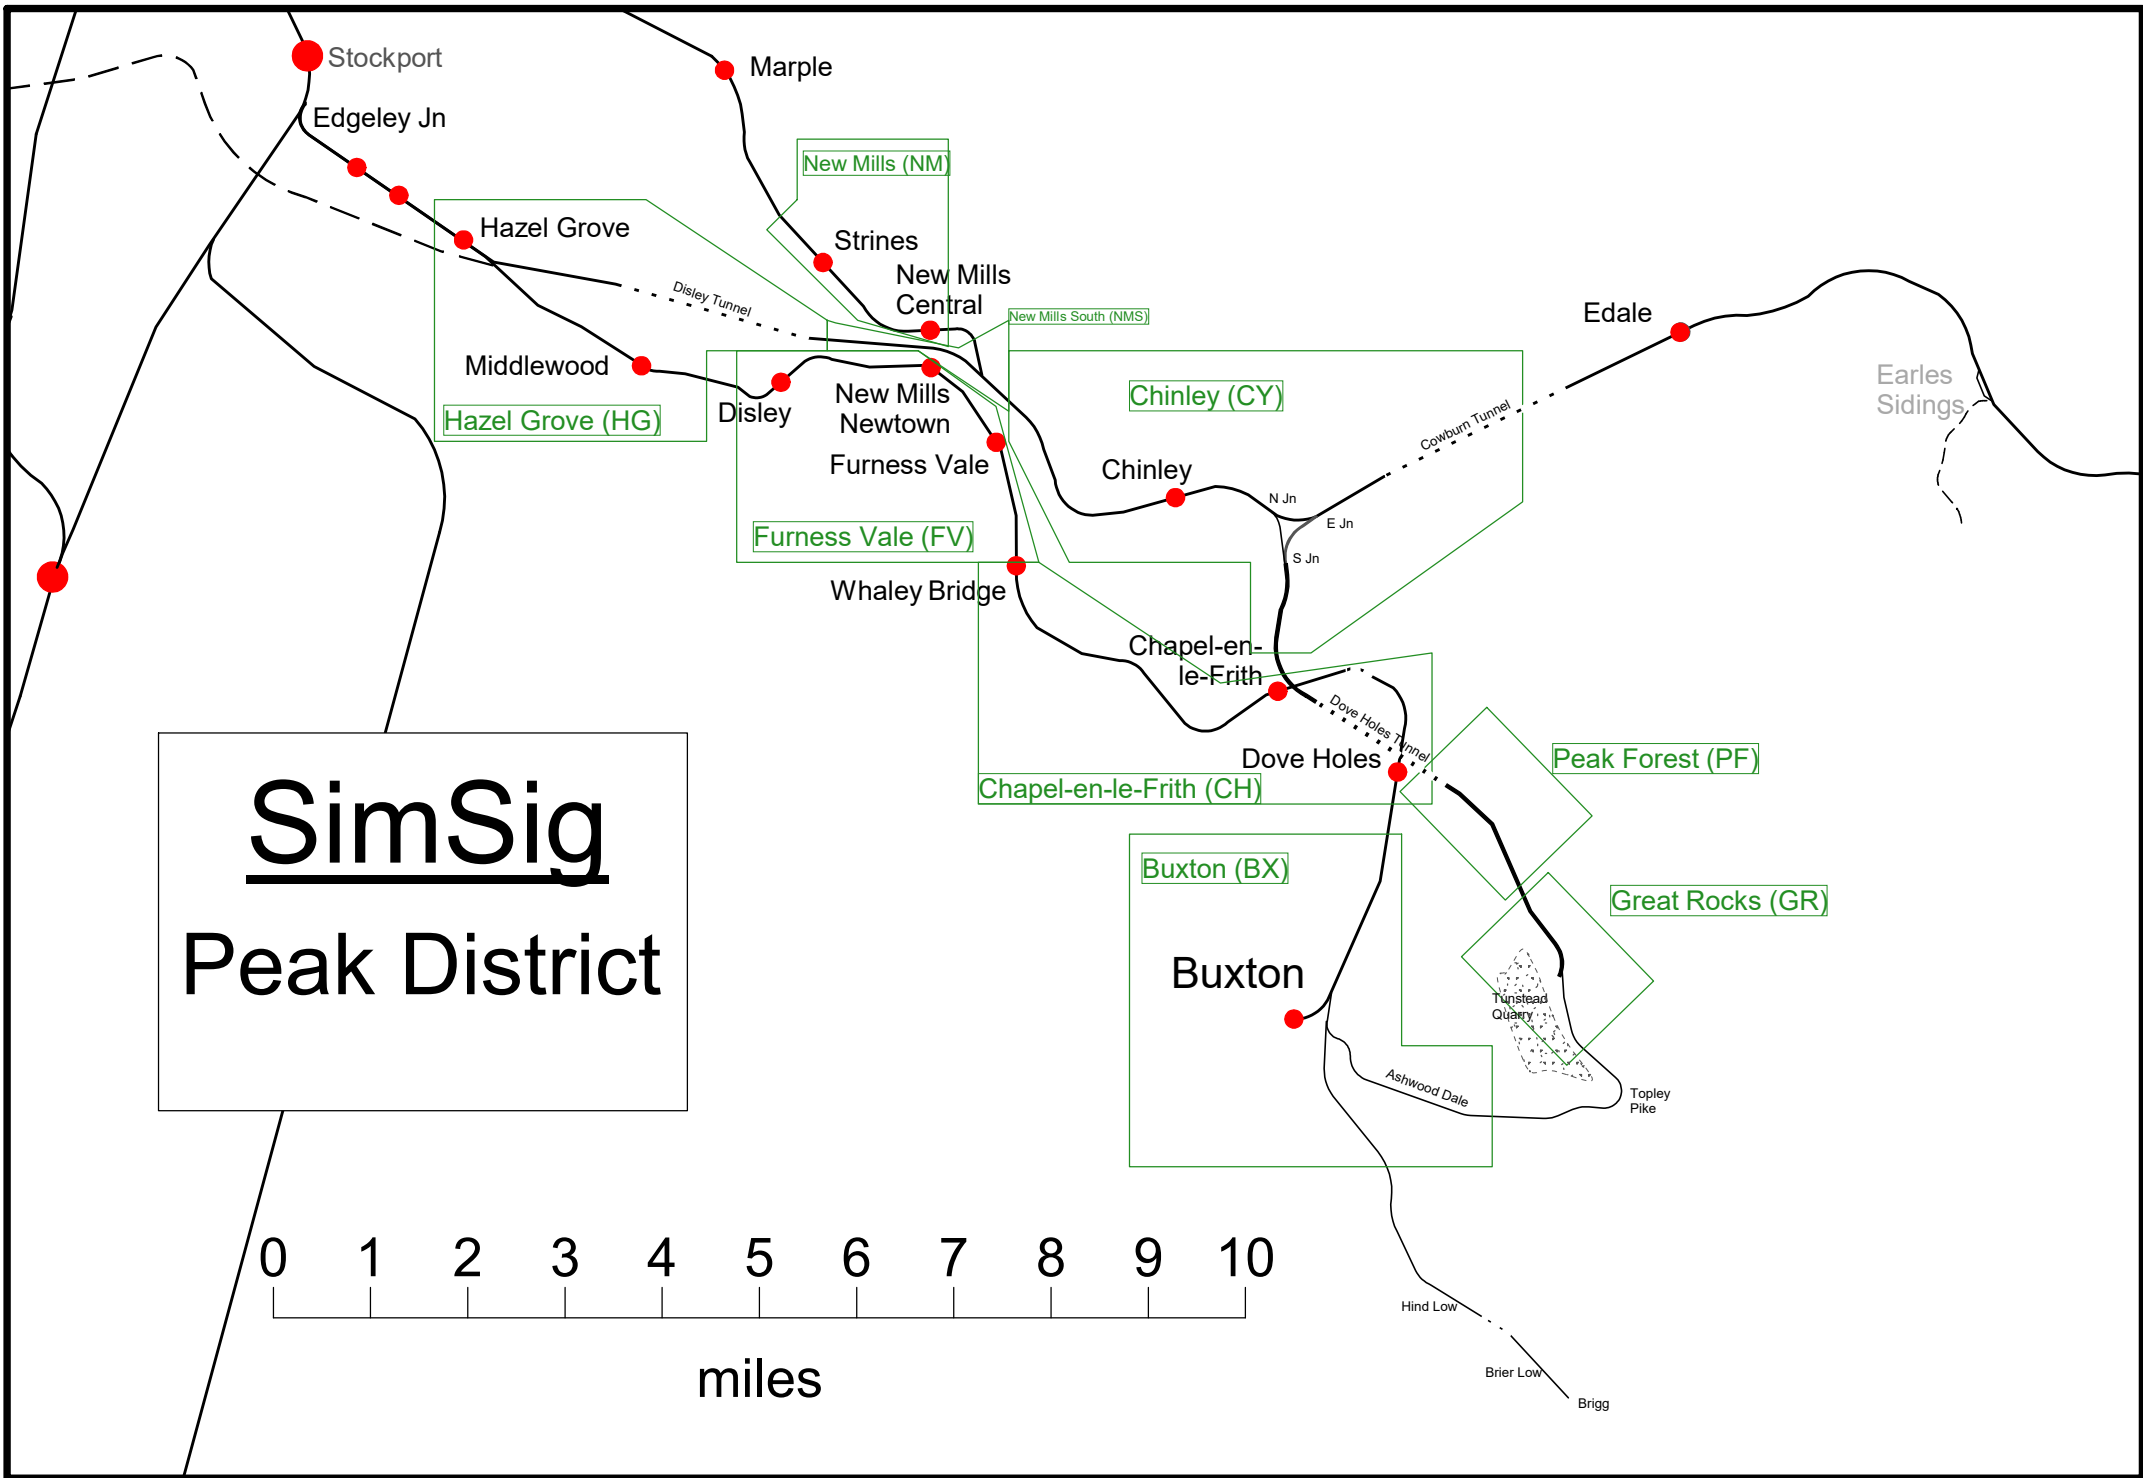 Stockport
Marple
Edgeley Jn
New Mills (NM)
Hazel Grove
Strines
New Mills
Central
Disley Tunnel
New Mills South (NMS)
Edale
Middlewood
Earles
Sidings
Chinley (CY)
New Mills
Newtown
Disley
Hazel Grove (HG)
Cowburn Tunnel
Furness Vale
Chinley
N Jn
E Jn
Furness Vale (FV)
S Jn
Whaley Bridge
Chapel-en-
le-Frith
Dove Holes Tunnel
Dove Holes
Peak Forest (PF)
Chapel-en-le-Frith (CH)
SimSig
Peak District
Buxton (BX)
Great Rocks (GR)
Buxton
Tunstead
Quarry
Ashwood Dale
Topley
Pike
0 1 2 3 4 5 6 7 8 9 10
miles
Hind Low
Brier Low
Brigg